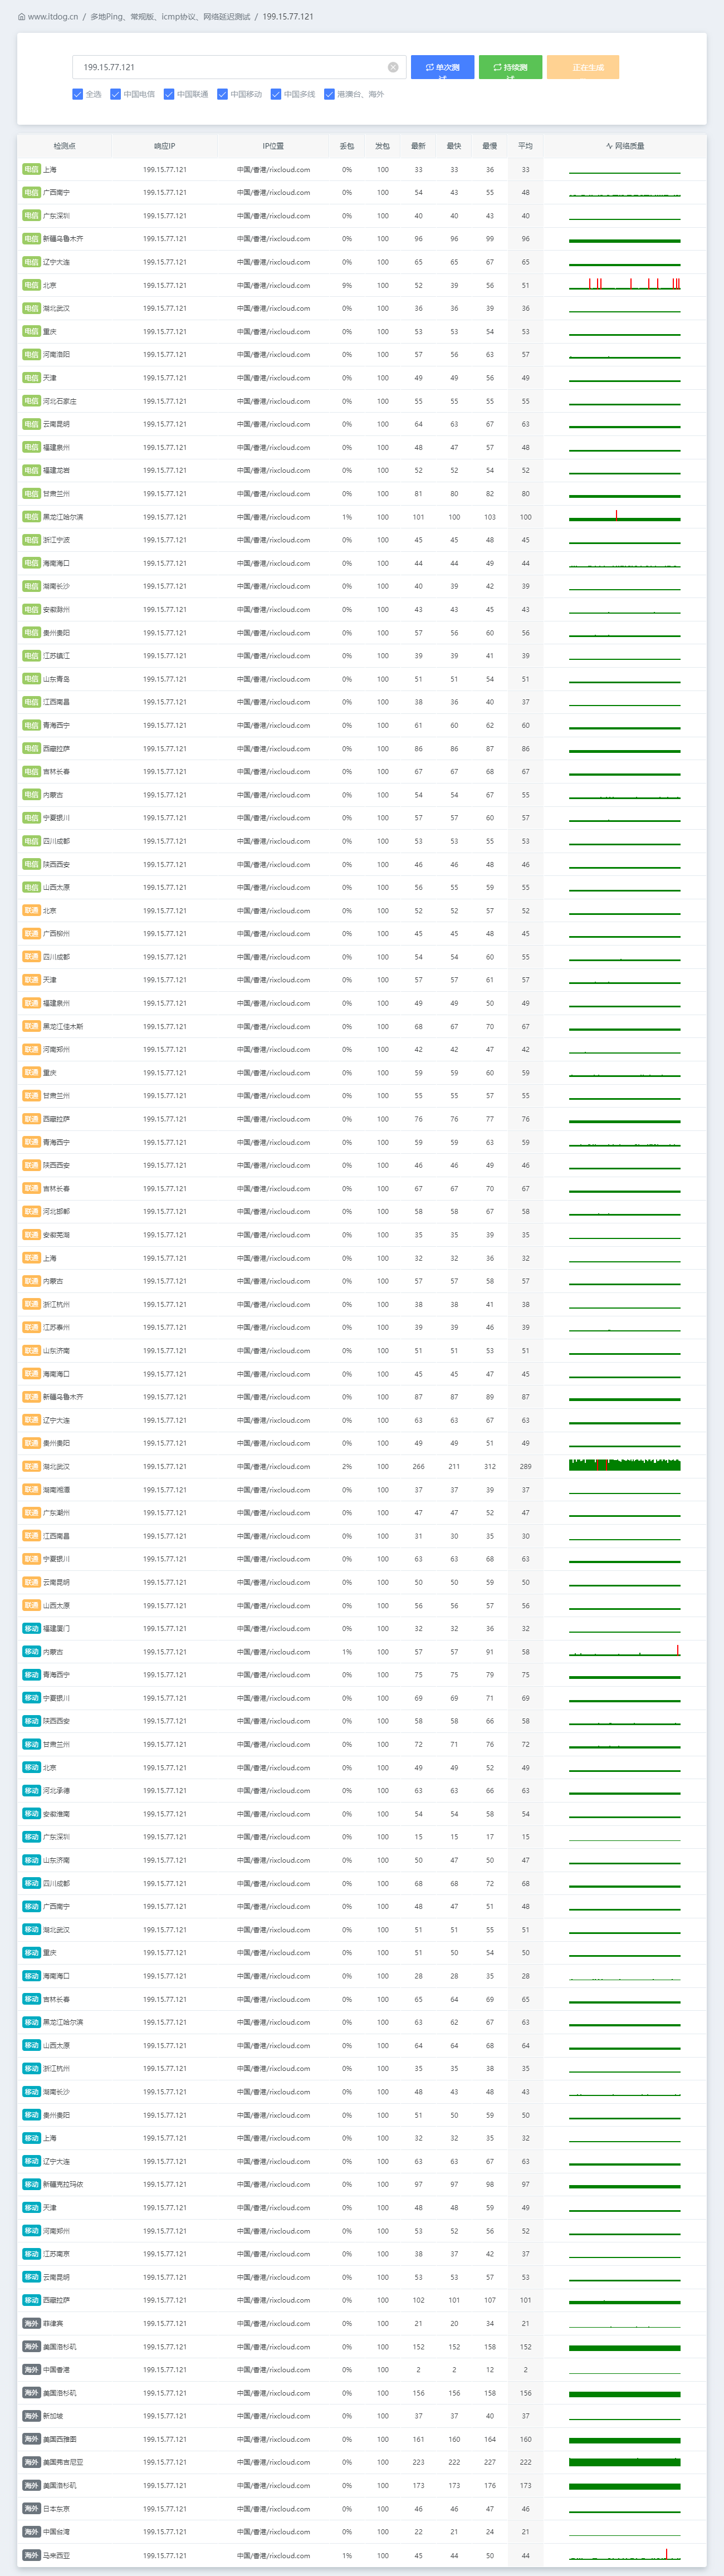 www.itdog.cn / 多地Ping、常规版、icmp协议、网络延迟测试 / 199.15.77.121
199.15.77.121 单次测试 持续测试 正在生成
全选 中国电信 中国联通 中国移动 中国多线 港澳台、海外
检测点 响应IP IP位置 丢包 发包 最新 最快 最慢 平均 网络质量
电信 上海 199.15.77.121 中国/香港/rixcloud.com 0% 100 33 33 36 33
电信 广西南宁 199.15.77.121 中国/香港/rixcloud.com 0% 100 54 43 55 48
电信 广东深圳 199.15.77.121 中国/香港/rixcloud.com 0% 100 40 40 43 40
电信 新疆乌鲁木齐 199.15.77.121 中国/香港/rixcloud.com 0% 100 96 96 99 96
电信 辽宁大连 199.15.77.121 中国/香港/rixcloud.com 0% 100 65 65 67 65
电信 北京 199.15.77.121 中国/香港/rixcloud.com 9% 100 52 39 56 51
电信 湖北武汉 199.15.77.121 中国/香港/rixcloud.com 0% 100 36 36 39 36
电信 重庆 199.15.77.121 中国/香港/rixcloud.com 0% 100 53 53 54 53
电信 河南洛阳 199.15.77.121 中国/香港/rixcloud.com 0% 100 57 56 63 57
电信 天津 199.15.77.121 中国/香港/rixcloud.com 0% 100 49 49 56 49
电信 河北石家庄 199.15.77.121 中国/香港/rixcloud.com 0% 100 55 55 55 55
电信 云南昆明 199.15.77.121 中国/香港/rixcloud.com 0% 100 64 63 67 63
电信 福建泉州 199.15.77.121 中国/香港/rixcloud.com 0% 100 48 47 57 48
电信 福建龙岩 199.15.77.121 中国/香港/rixcloud.com 0% 100 52 52 54 52
电信 甘肃兰州 199.15.77.121 中国/香港/rixcloud.com 0% 100 81 80 82 80
电信 黑龙江哈尔滨 199.15.77.121 中国/香港/rixcloud.com 1% 100 101 100 103 100
电信 浙江宁波 199.15.77.121 中国/香港/rixcloud.com 0% 100 45 45 48 45
电信 海南海口 199.15.77.121 中国/香港/rixcloud.com 0% 100 44 44 49 44
电信 湖南长沙 199.15.77.121 中国/香港/rixcloud.com 0% 100 40 39 42 39
电信 安徽滁州 199.15.77.121 中国/香港/rixcloud.com 0% 100 43 43 45 43
电信 贵州贵阳 199.15.77.121 中国/香港/rixcloud.com 0% 100 57 56 60 56
电信 江苏镇江 199.15.77.121 中国/香港/rixcloud.com 0% 100 39 39 41 39
电信 山东青岛 199.15.77.121 中国/香港/rixcloud.com 0% 100 51 51 54 51
电信 江西南昌 199.15.77.121 中国/香港/rixcloud.com 0% 100 38 36 40 37
电信 青海西宁 199.15.77.121 中国/香港/rixcloud.com 0% 100 61 60 62 60
电信 西藏拉萨 199.15.77.121 中国/香港/rixcloud.com 0% 100 86 86 87 86
电信 吉林长春 199.15.77.121 中国/香港/rixcloud.com 0% 100 67 67 68 67
电信 内蒙古 199.15.77.121 中国/香港/rixcloud.com 0% 100 54 54 67 55
电信 宁夏银川 199.15.77.121 中国/香港/rixcloud.com 0% 100 57 57 60 57
电信 四川成都 199.15.77.121 中国/香港/rixcloud.com 0% 100 53 53 55 53
电信 陕西西安 199.15.77.121 中国/香港/rixcloud.com 0% 100 46 46 48 46
电信 山西太原 199.15.77.121 中国/香港/rixcloud.com 0% 100 56 55 59 55
联通 北京 199.15.77.121 中国/香港/rixcloud.com 0% 100 52 52 57 52
联通 广西柳州 199.15.77.121 中国/香港/rixcloud.com 0% 100 45 45 48 45
联通 四川成都 199.15.77.121 中国/香港/rixcloud.com 0% 100 54 54 60 55
联通 天津 199.15.77.121 中国/香港/rixcloud.com 0% 100 57 57 61 57
联通 福建泉州 199.15.77.121 中国/香港/rixcloud.com 0% 100 49 49 50 49
联通 黑龙江佳木斯 199.15.77.121 中国/香港/rixcloud.com 0% 100 68 67 70 67
联通 河南郑州 199.15.77.121 中国/香港/rixcloud.com 0% 100 42 42 47 42
联通 重庆 199.15.77.121 中国/香港/rixcloud.com 0% 100 59 59 60 59
联通 甘肃兰州 199.15.77.121 中国/香港/rixcloud.com 0% 100 55 55 57 55
联通 西藏拉萨 199.15.77.121 中国/香港/rixcloud.com 0% 100 76 76 77 76
联通 青海西宁 199.15.77.121 中国/香港/rixcloud.com 0% 100 59 59 63 59
联通 陕西西安 199.15.77.121 中国/香港/rixcloud.com 0% 100 46 46 49 46
联通 吉林长春 199.15.77.121 中国/香港/rixcloud.com 0% 100 67 67 70 67
联通 河北邯郸 199.15.77.121 中国/香港/rixcloud.com 0% 100 58 58 67 58
联通 安徽芜湖 199.15.77.121 中国/香港/rixcloud.com 0% 100 35 35 39 35
联通 上海 199.15.77.121 中国/香港/rixcloud.com 0% 100 32 32 36 32
联通 内蒙古 199.15.77.121 中国/香港/rixcloud.com 0% 100 57 57 58 57
联通 浙江杭州 199.15.77.121 中国/香港/rixcloud.com 0% 100 38 38 41 38
联通 江苏泰州 199.15.77.121 中国/香港/rixcloud.com 0% 100 39 39 46 39
联通 山东济南 199.15.77.121 中国/香港/rixcloud.com 0% 100 51 51 53 51
联通 海南海口 199.15.77.121 中国/香港/rixcloud.com 0% 100 45 45 47 45
联通 新疆乌鲁木齐 199.15.77.121 中国/香港/rixcloud.com 0% 100 87 87 89 87
联通 辽宁大连 199.15.77.121 中国/香港/rixcloud.com 0% 100 63 63 67 63
联通 贵州贵阳 199.15.77.121 中国/香港/rixcloud.com 0% 100 49 49 51 49
联通 湖北武汉 199.15.77.121 中国/香港/rixcloud.com 2% 100 266 211 312 289
联通 湖南湘潭 199.15.77.121 中国/香港/rixcloud.com 0% 100 37 37 39 37
联通 广东潮州 199.15.77.121 中国/香港/rixcloud.com 0% 100 47 47 52 47
联通 江西南昌 199.15.77.121 中国/香港/rixcloud.com 0% 100 31 30 35 30
联通 宁夏银川 199.15.77.121 中国/香港/rixcloud.com 0% 100 63 63 68 63
联通 云南昆明 199.15.77.121 中国/香港/rixcloud.com 0% 100 50 50 59 50
联通 山西太原 199.15.77.121 中国/香港/rixcloud.com 0% 100 56 56 57 56
移动 福建厦门 199.15.77.121 中国/香港/rixcloud.com 0% 100 32 32 36 32
移动 内蒙古 199.15.77.121 中国/香港/rixcloud.com 1% 100 57 57 91 58
移动 青海西宁 199.15.77.121 中国/香港/rixcloud.com 0% 100 75 75 79 75
移动 宁夏银川 199.15.77.121 中国/香港/rixcloud.com 0% 100 69 69 71 69
移动 陕西西安 199.15.77.121 中国/香港/rixcloud.com 0% 100 58 58 66 58
移动 甘肃兰州 199.15.77.121 中国/香港/rixcloud.com 0% 100 72 71 76 72
移动 北京 199.15.77.121 中国/香港/rixcloud.com 0% 100 49 49 52 49
移动 河北承德 199.15.77.121 中国/香港/rixcloud.com 0% 100 63 63 66 63
移动 安徽淮南 199.15.77.121 中国/香港/rixcloud.com 0% 100 54 54 58 54
移动 广东深圳 199.15.77.121 中国/香港/rixcloud.com 0% 100 15 15 17 15
移动 山东济南 199.15.77.121 中国/香港/rixcloud.com 0% 100 50 47 50 47
移动 四川成都 199.15.77.121 中国/香港/rixcloud.com 0% 100 68 68 72 68
移动 广西南宁 199.15.77.121 中国/香港/rixcloud.com 0% 100 48 47 51 48
移动 湖北武汉 199.15.77.121 中国/香港/rixcloud.com 0% 100 51 51 55 51
移动 重庆 199.15.77.121 中国/香港/rixcloud.com 0% 100 51 50 54 50
移动 海南海口 199.15.77.121 中国/香港/rixcloud.com 0% 100 28 28 35 28
移动 吉林长春 199.15.77.121 中国/香港/rixcloud.com 0% 100 65 64 69 65
移动 黑龙江哈尔滨 199.15.77.121 中国/香港/rixcloud.com 0% 100 63 62 67 63
移动 山西太原 199.15.77.121 中国/香港/rixcloud.com 0% 100 64 64 68 64
移动 浙江杭州 199.15.77.121 中国/香港/rixcloud.com 0% 100 35 35 38 35
移动 湖南长沙 199.15.77.121 中国/香港/rixcloud.com 0% 100 48 43 48 43
移动 贵州贵阳 199.15.77.121 中国/香港/rixcloud.com 0% 100 51 50 59 50
移动 上海 199.15.77.121 中国/香港/rixcloud.com 0% 100 32 32 35 32
移动 辽宁大连 199.15.77.121 中国/香港/rixcloud.com 0% 100 63 63 67 63
移动 新疆克拉玛依 199.15.77.121 中国/香港/rixcloud.com 0% 100 97 97 98 97
移动 天津 199.15.77.121 中国/香港/rixcloud.com 0% 100 48 48 59 49
移动 河南郑州 199.15.77.121 中国/香港/rixcloud.com 0% 100 53 52 56 52
移动 江苏南京 199.15.77.121 中国/香港/rixcloud.com 0% 100 38 37 42 37
移动 云南昆明 199.15.77.121 中国/香港/rixcloud.com 0% 100 53 53 57 53
移动 西藏拉萨 199.15.77.121 中国/香港/rixcloud.com 0% 100 102 101 107 101
海外 菲律宾 199.15.77.121 中国/香港/rixcloud.com 0% 100 21 20 34 21
海外 美国洛杉矶 199.15.77.121 中国/香港/rixcloud.com 0% 100 152 152 158 152
海外 中国香港 199.15.77.121 中国/香港/rixcloud.com 0% 100 2 2 12 2
海外 美国洛杉矶 199.15.77.121 中国/香港/rixcloud.com 0% 100 156 156 158 156
海外 新加坡 199.15.77.121 中国/香港/rixcloud.com 0% 100 37 37 40 37
海外 美国西雅图 199.15.77.121 中国/香港/rixcloud.com 0% 100 161 160 164 160
海外 美国弗吉尼亚 199.15.77.121 中国/香港/rixcloud.com 0% 100 223 222 227 222
海外 美国洛杉矶 199.15.77.121 中国/香港/rixcloud.com 0% 100 173 173 176 173
海外 日本东京 199.15.77.121 中国/香港/rixcloud.com 0% 100 46 46 47 46
海外 中国台湾 199.15.77.121 中国/香港/rixcloud.com 0% 100 22 21 24 21
海外 马来西亚 199.15.77.121 中国/香港/rixcloud.com 1% 100 45 44 50 44